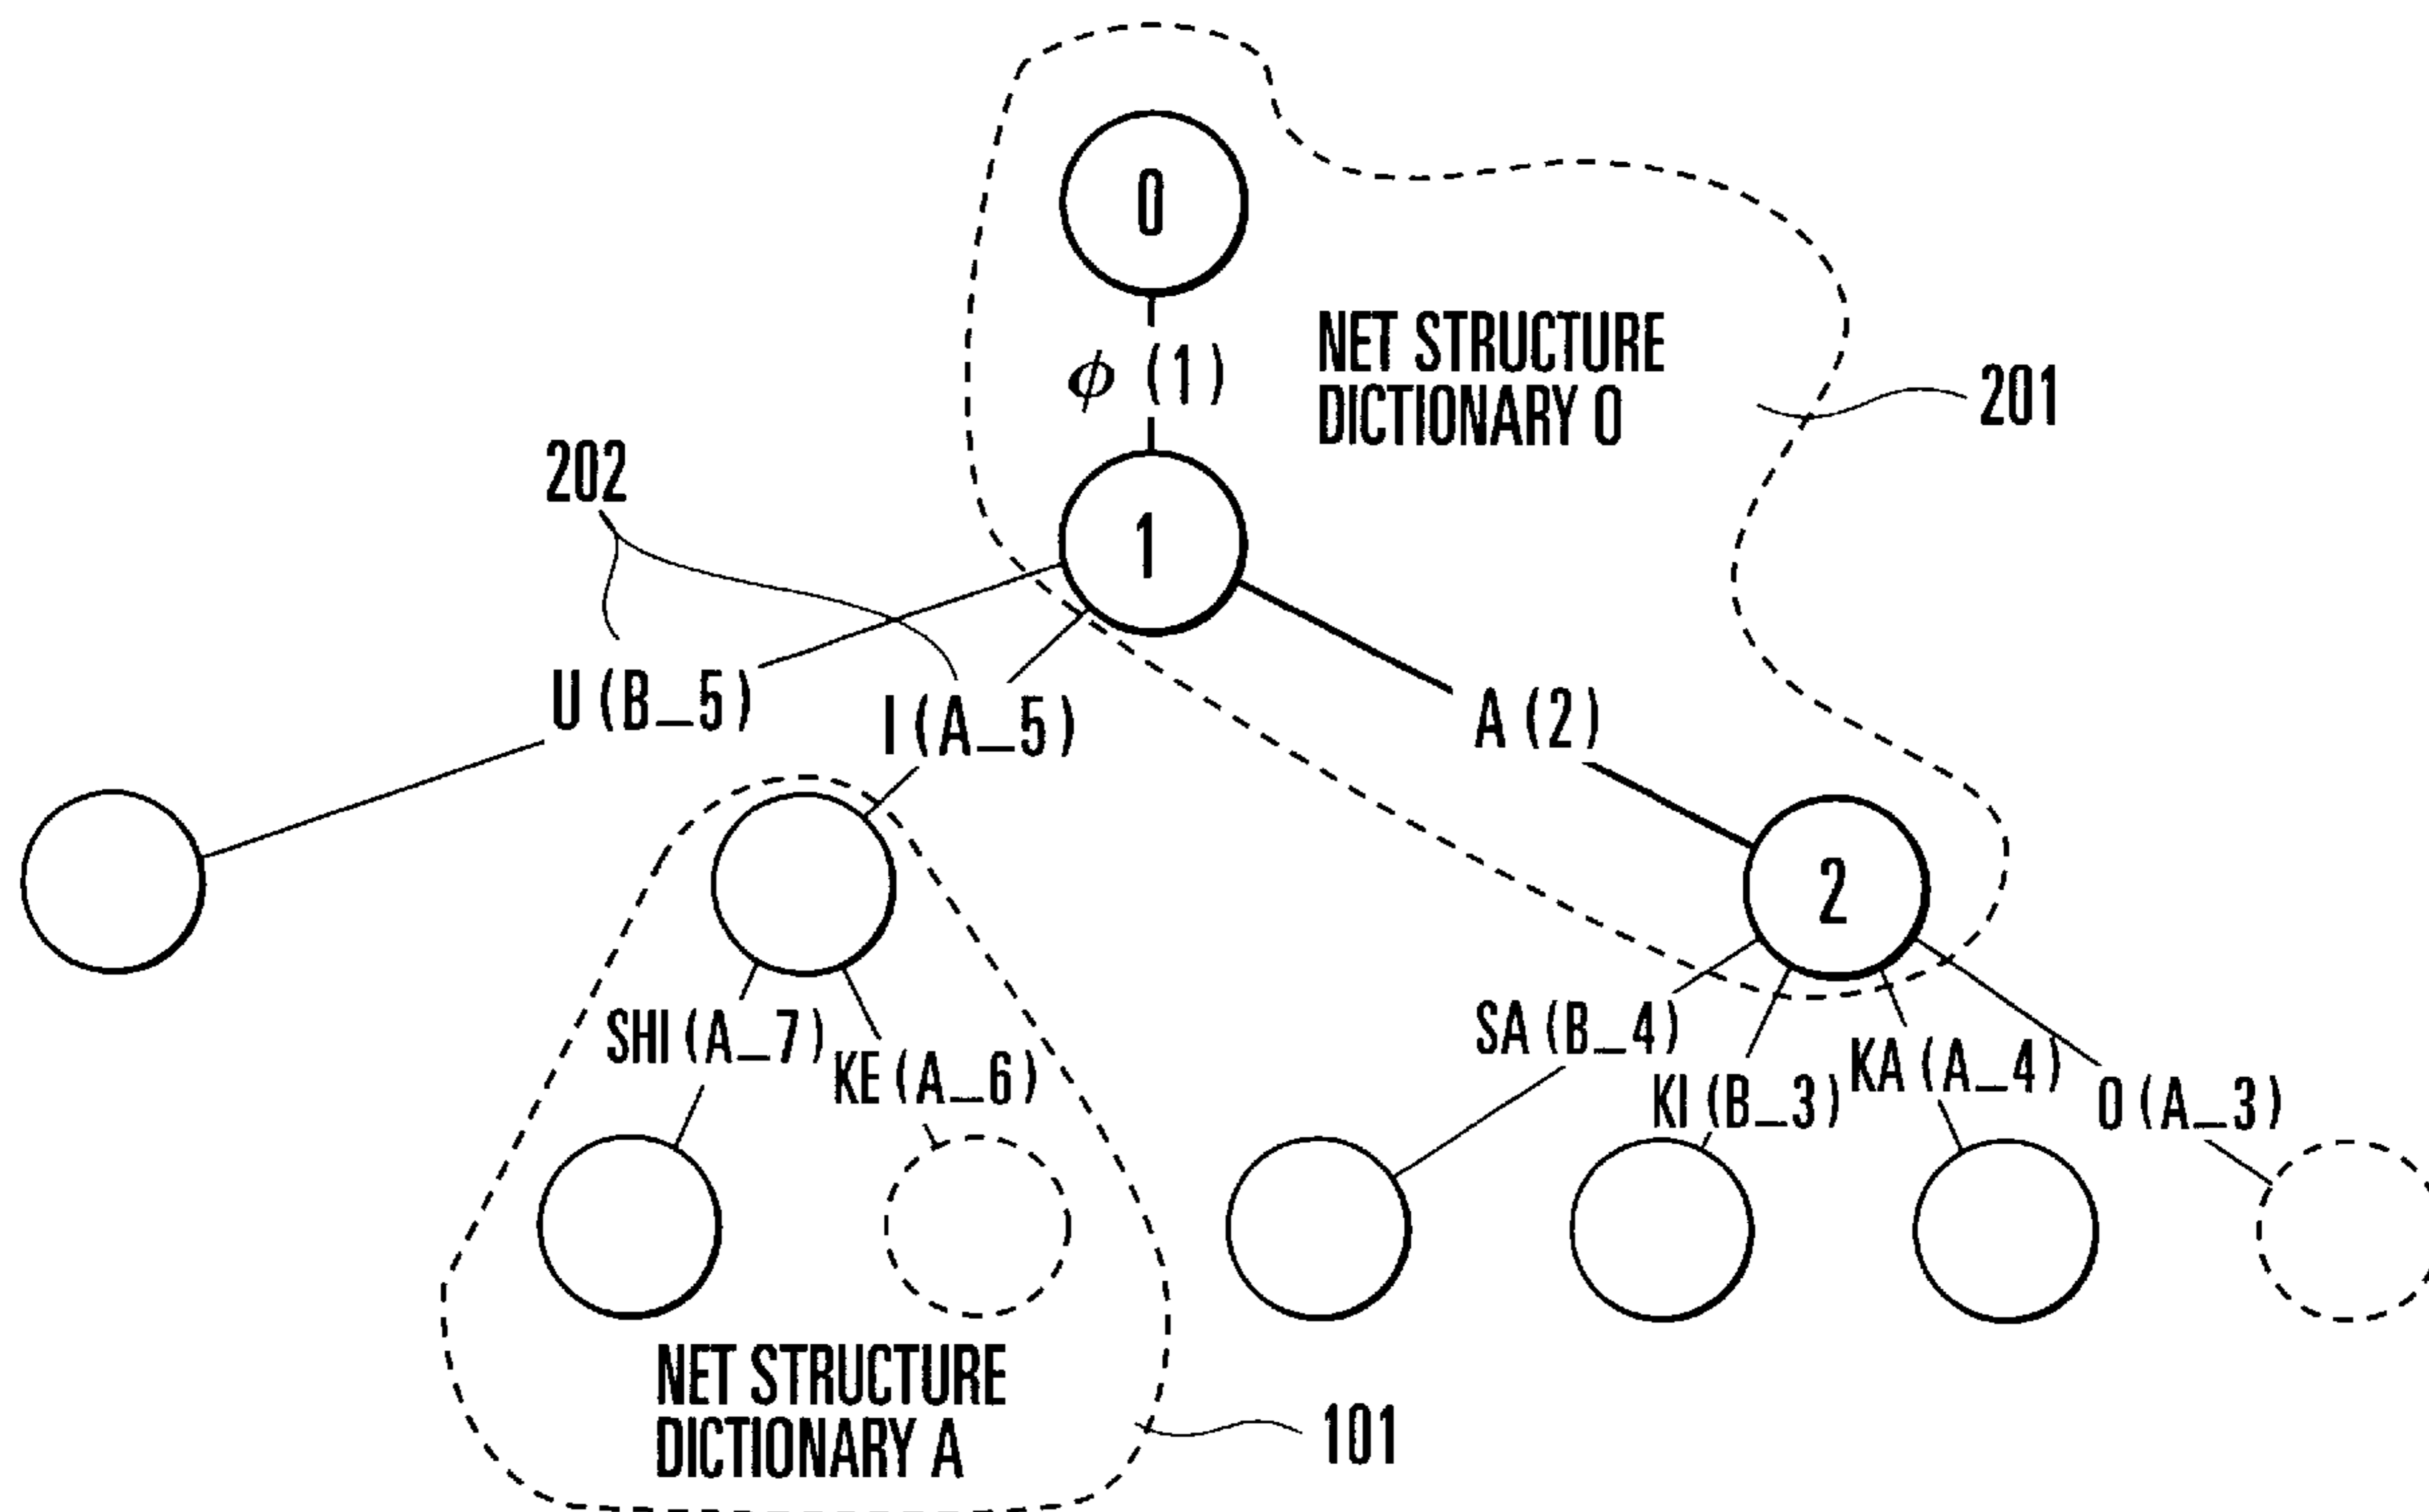 0
ϕ (1)
NET STRUCTURE
DICTIONARY 0
201
202
1
U (B_5)
I (A_5)
A (2)
2
SHI (A_7)
KE (A_6)
SA (B_4)
KI (B_3)
KA (A_4)
O (A_3)
NET STRUCTURE
DICTIONARY A
101